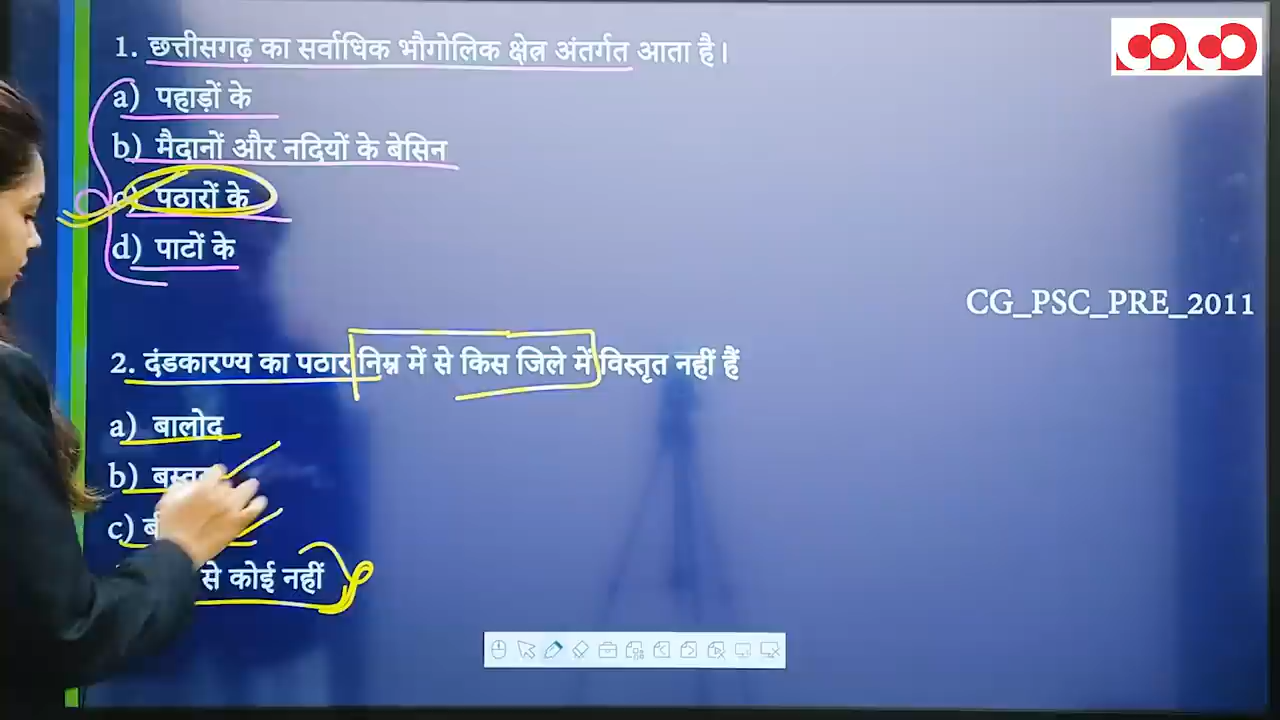 1. छत्तीसगढ़ का सर्वाधिक भौगोलिक क्षेत्र अंतर्गत आता है।
a) पहाड़ों के
b) मैदानों और नदियों के बेसिन
c) पठारों के
d) पाटों के
CG_PSC_PRE_2011
2. दंडकारण्य का पठार निम्न में से किस जिले में विस्तृत नहीं हैं
a) बालोद
b)
c)
से कोई नहीं